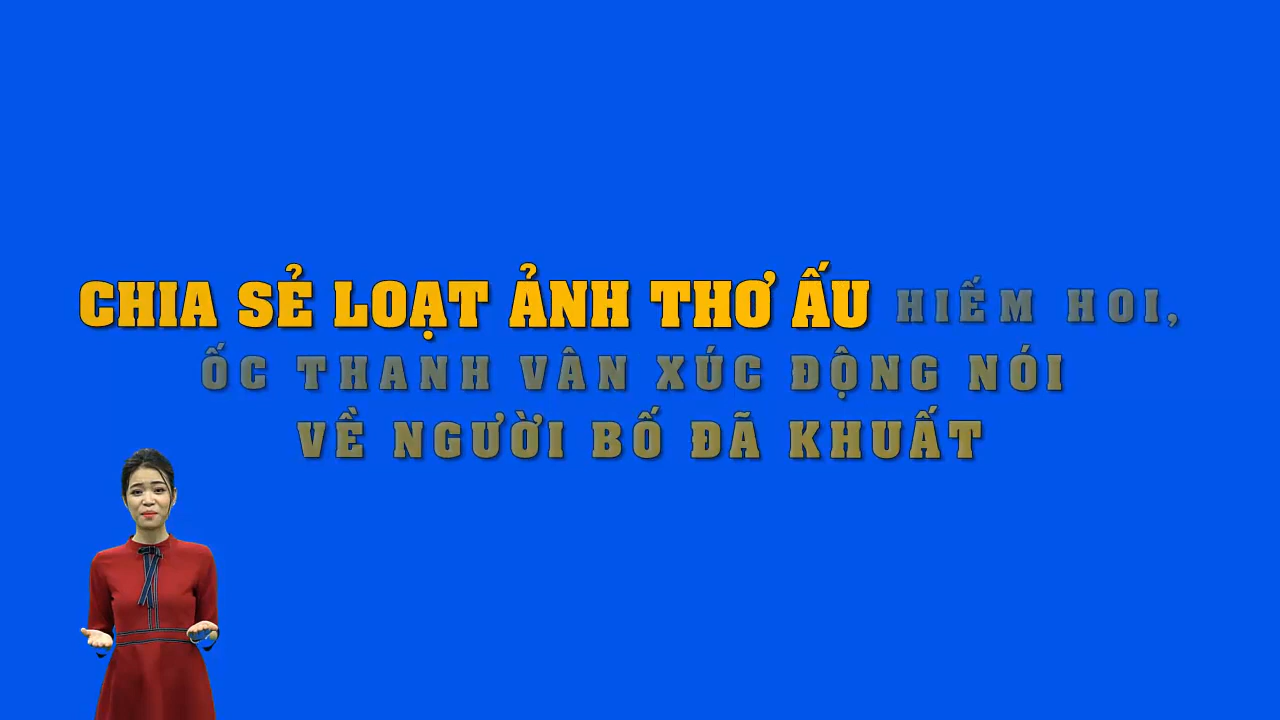 CHIA SẺ LOẠT ẢNH THƠ ẤU HIẾM HOI,
ỐC THANH VÂN XÚC ĐỘNG NÓI
VỀ NGƯỜI BỐ ĐÃ KHUẤT